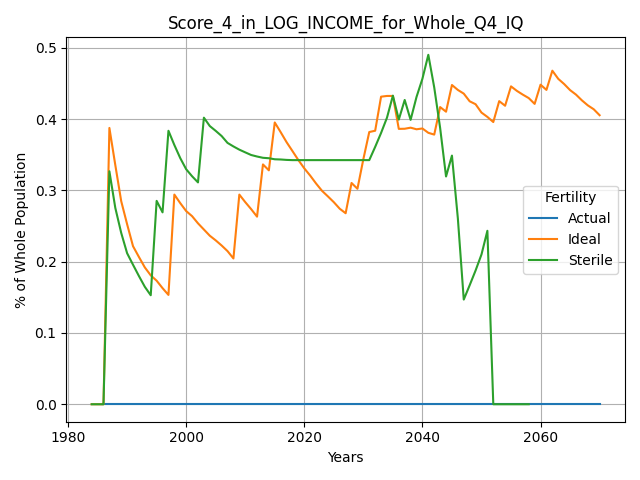 Score_4_in_LOG_INCOME_for_Whole_Q4_IQ
% of Whole Population
0.5
0.4
0.3
0.2
0.1
0.0
Fertility
Actual
Ideal
Sterile
1980
2000
2020
2040
2060
Years